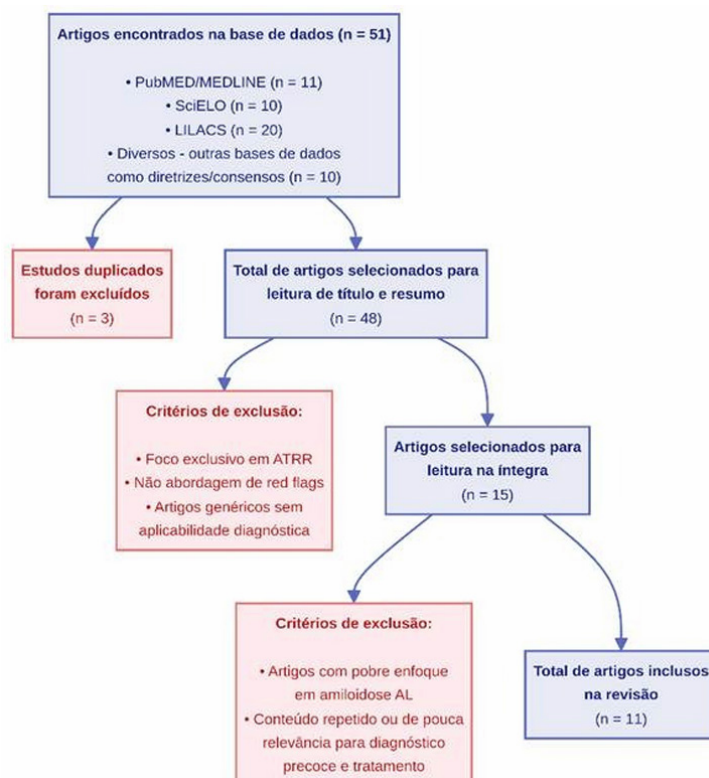 Artigos encontrados na base de dados (n = 51)
• PubMED/MEDLINE (n = 11)
• SciELO (n = 10)
• LILACS (n = 20)
• Diversos - outras bases de dados
como diretrizes/consensos (n = 10)
Estudos duplicados
foram excluídos
(n = 3)
Total de artigos selecionados para
leitura de título e resumo
(n = 48)
Critérios de exclusão:
• Foco exclusivo em ATRR
• Não abordagem de red flags
• Artigos genéricos sem
aplicabilidade diagnóstica
Artigos selecionados para
leitura na íntegra
(n = 15)
Critérios de exclusão:
• Artigos com pobre enfoque
em amiloidose AL
• Conteúdo repetido ou de pouca
relevância para diagnóstico
precoce e tratamento
Total de artigos inclusos
na revisão
(n = 11)